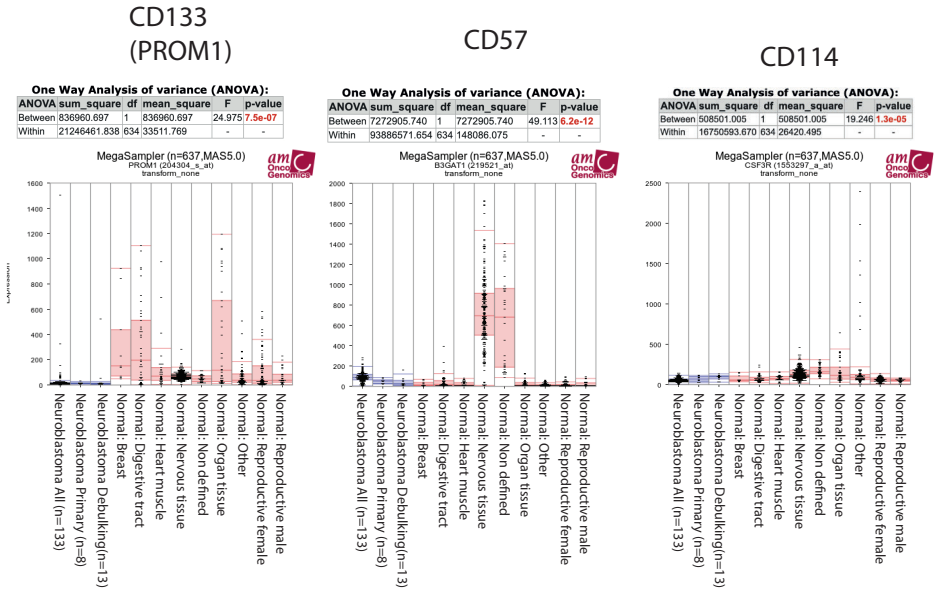 CD133
(PROM1)
One Way Analysis of variance (ANOVA):
ANOVA sum_square df mean_square F p-value
Between 836960.697 1 836960.697 24.975 7.5e-07
Within 21246461.838 634 33511.769 - -
MegaSampler (n=637,MAS5.0)
PROM1 (204304_s_at)
transform_none
amc
Onco
Genomics
1600
1400
1200
1000
800
600
400
200
0
Neuroblastoma All (n=133)
Neuroblastoma Primary (n=8)
Neuroblastoma Debulking(n=13)
Normal: Breast
Normal: Digestive tract
Normal: Heart muscle
Normal: Nervous tissue
Normal: Non defined
Normal: Organ tissue
Normal: Other
Normal: Reproductive female
Normal: Reproductive male
CD57
One Way Analysis of variance (ANOVA):
ANOVA sum_square df mean_square F p-value
Between 7272905.740 1 7272905.740 49.113 6.2e-12
Within 93886571.654 634 148086.075 - -
MegaSampler (n=637,MAS5.0)
B3GAT1 (219521_at)
transform_none
amc
Onco
Genomics
2000
1800
1600
1400
1200
1000
800
600
400
200
0
Neuroblastoma All (n=133)
Neuroblastoma Primary (n=8)
Neuroblastoma Debulking(n=13)
Normal: Breast
Normal: Digestive tract
Normal: Heart muscle
Normal: Nervous tissue
Normal: Non defined
Normal: Organ tissue
Normal: Other
Normal: Reproductive female
Normal: Reproductive male
CD114
One Way Analysis of variance (ANOVA):
ANOVA sum_square df mean_square F p-value
Between 508501.005 1 508501.005 19.246 1.3e-05
Within 16750593.670 634 26420.495 - -
MegaSampler (n=637,MAS5.0)
CSF3R (1553297_a_at)
transform_none
amc
Onco
Genomics
2500
2000
1500
1000
500
0
Neuroblastoma All (n=133)
Neuroblastoma Primary (n=8)
Neuroblastoma Debulking(n=13)
Normal: Breast
Normal: Digestive tract
Normal: Heart muscle
Normal: Nervous tissue
Normal: Non defined
Normal: Organ tissue
Normal: Other
Normal: Reproductive female
Normal: Reproductive male